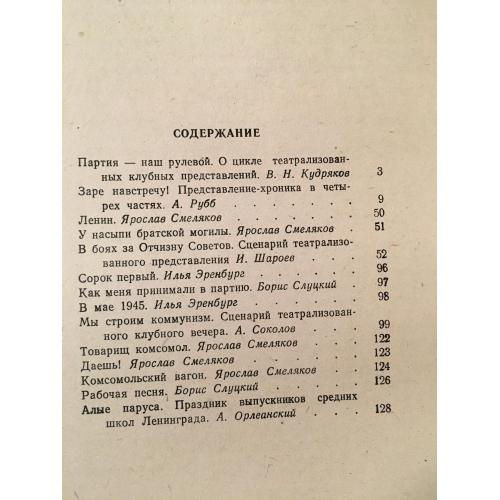 СОДЕРЖАНИЕ
Партия — наш рулевой. О цикле театрализован-
ных клубных представлений. В. Н. Кудряков 3
Заре навстречу! Представление-хроника в четы-
рех частях. А. Рубб . . . . . . . 9
Ленин. Ярослав Смеляков . . . . . . 50
У насыпи братской могилы. Ярослав Смеляков . 51
В боях за Отчизну Советов. Сценарий театрализо-
ванного представления И. Шароев . . . 52
Сорок первый. Илья Эренбург . . . . . 96
Как меня принимали в партию. Борис Слуцкий . 97
В мае 1945. Илья Эренбург . . . . . . 98
Мы строим коммунизм. Сценарий театрализован-
ного клубного вечера. А. Соколов . . . 99
Товарищ комсомол. Ярослав Смеляков . . . 122
Даешь! Ярослав Смеляков . . . . . . 123
Комсомольский вагон. Ярослав Смеляков . . 124
Рабочая песня. Борис Слуцкий . . . . . 126
Алые паруса. Праздник выпускников средних
школ Ленинграда. А. Орлеанский . . . 128